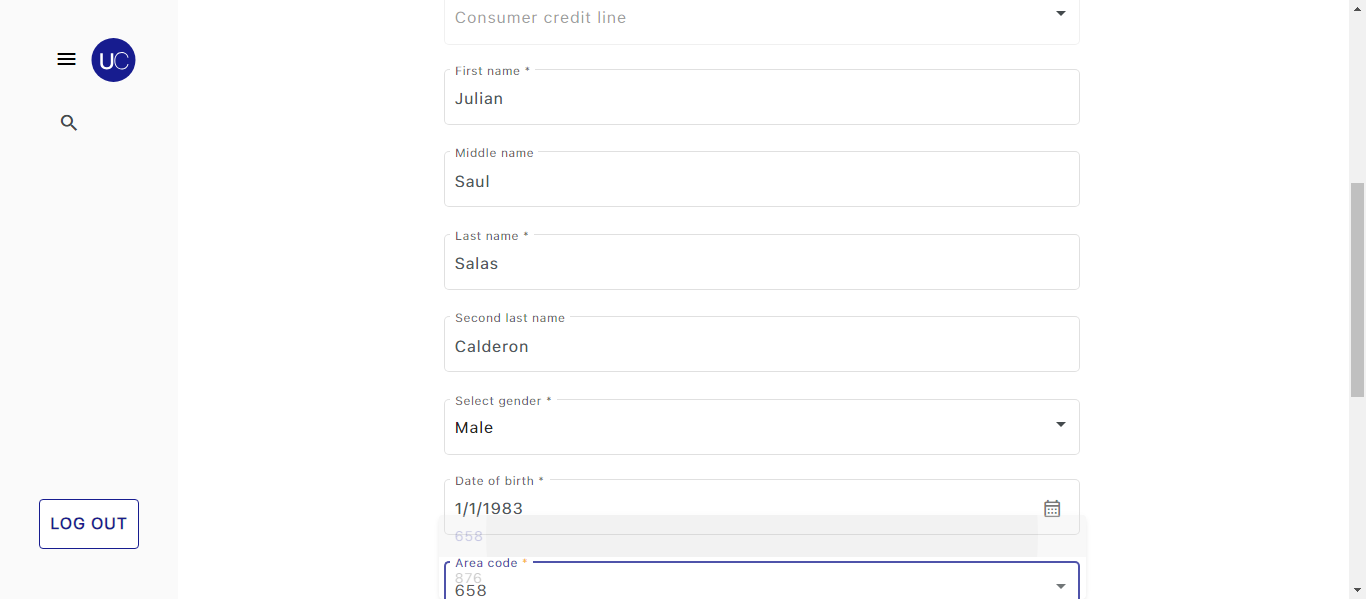 Consumer credit line
UC
First name *
Julian
Middle name
Saul
Last name *
Salas
Second last name
Calderon
Select gender *
Male
Date of birth *
1/1/1983
LOG OUT
658
Area code *
876
658